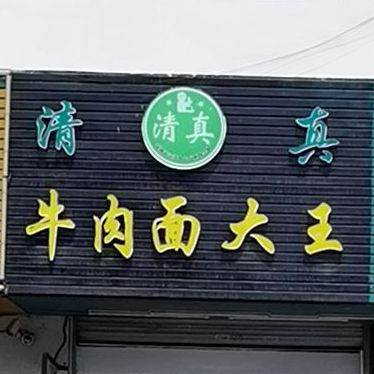 清 清真 真
牛肉面大王